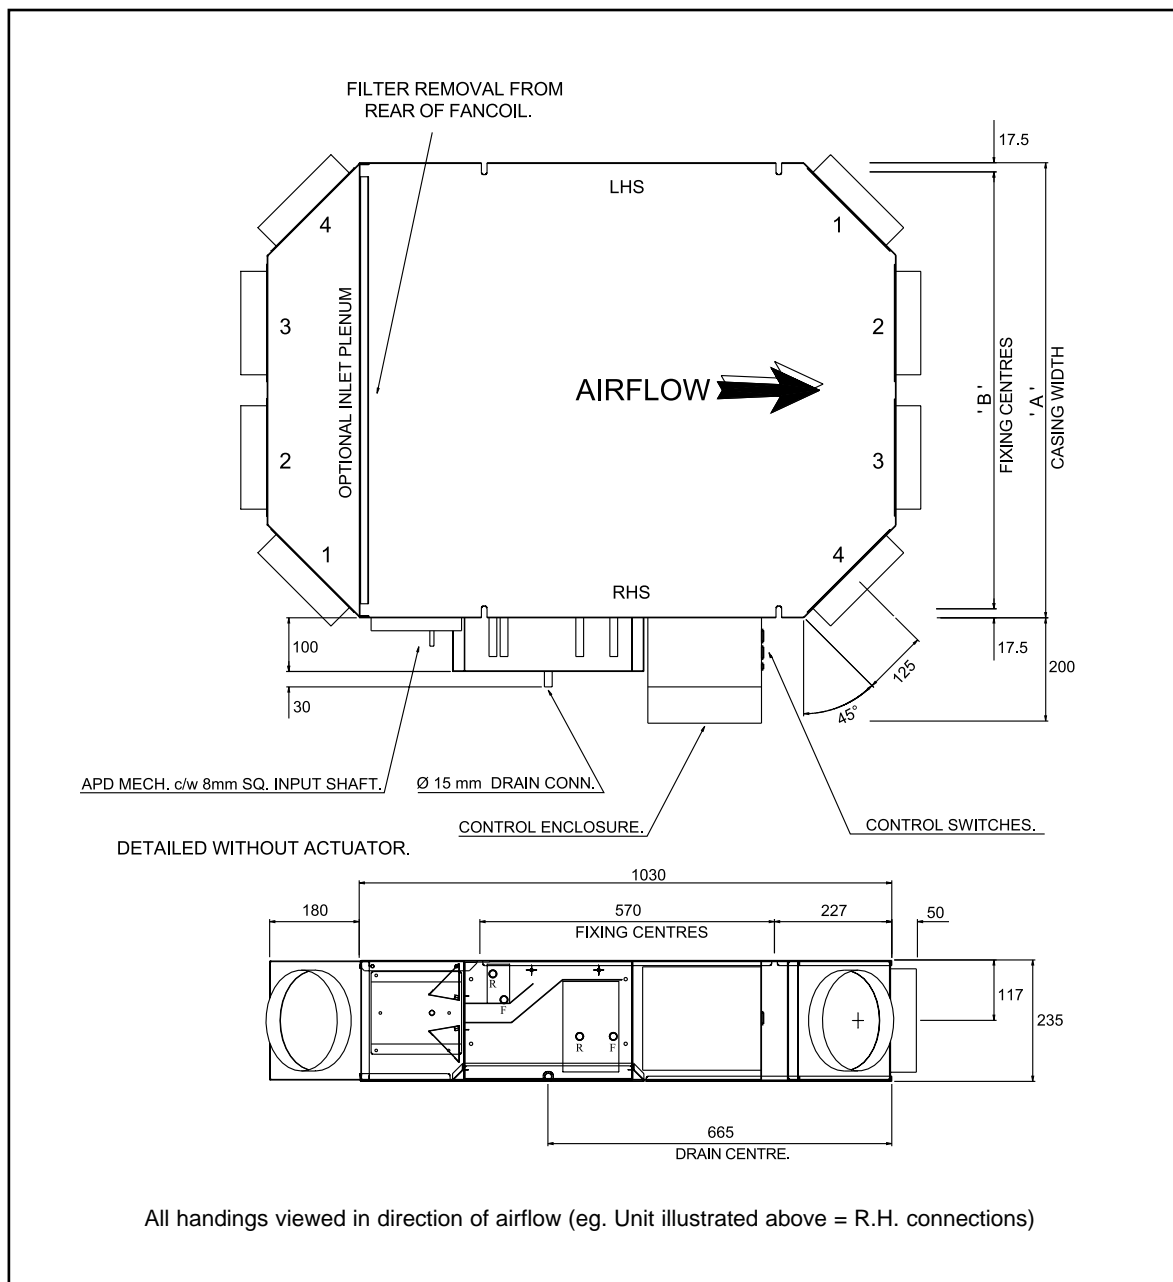 FILTER REMOVAL FROM
REAR OF FANCOIL.
17.5
LHS
4
1
3
2
OPTIONAL INLET PLENUM
AIRFLOW
' B '
FIXING CENTRES
' A '
CASING WIDTH
2
3
1
4
RHS
100
17.5
200
125
30
45°
APD MECH. c/w 8mm SQ. INPUT SHAFT.
Ø 15 mm DRAIN CONN.
CONTROL ENCLOSURE.
CONTROL SWITCHES.
DETAILED WITHOUT ACTUATOR.
1030
180
570
227
50
FIXING CENTRES
R
F
117
235
R
F
665
DRAIN CENTRE.
All handings viewed in direction of airflow (eg. Unit illustrated above = R.H. connections)